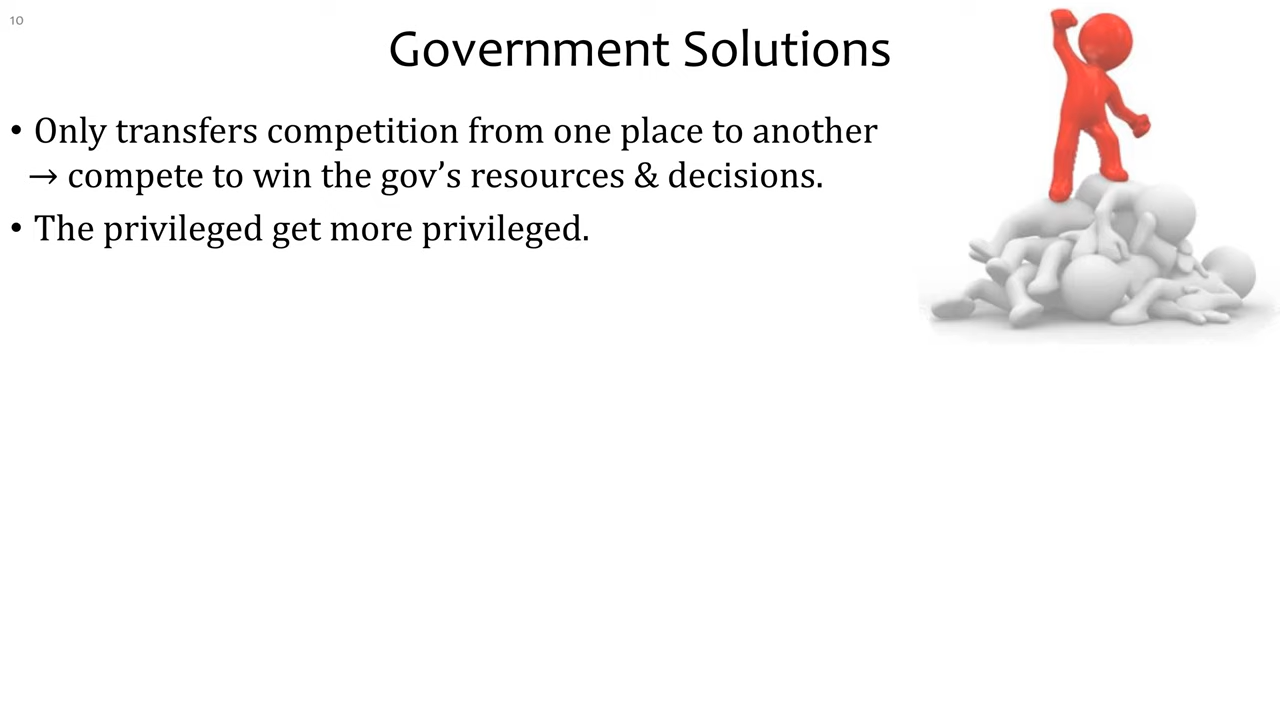 10
Government Solutions
• Only transfers competition from one place to another
→ compete to win the gov’s resources & decisions.
• The privileged get more privileged.